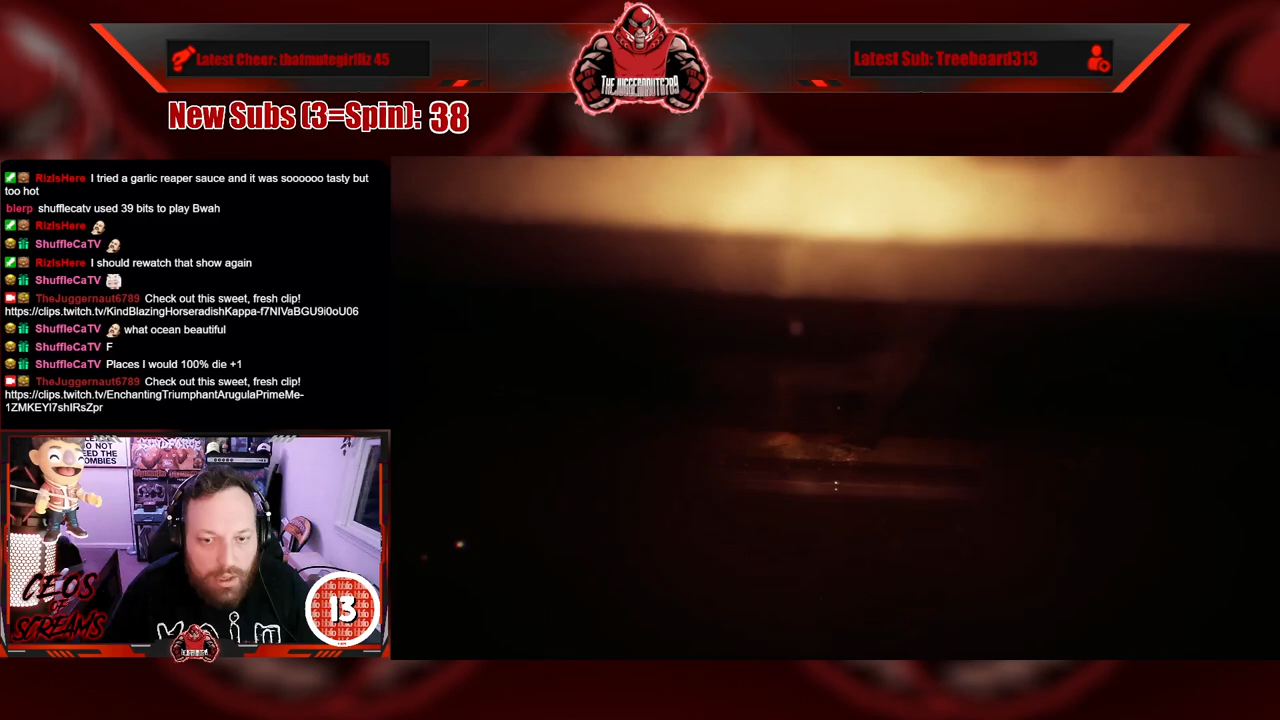 Latest Cheer: thatmutegirlliz 45
THEJUGGERNAUT6789
Latest Sub: Treebeard313
New Subs (3=Spin): 38
RizIsHere I tried a garlic reaper sauce and it was soooooo tasty but
too hot
blerp shufflecatv used 39 bits to play Bwah
RizIsHere
ShuffleCaTV
RizIsHere I should rewatch that show again
ShuffleCaTV
TheJuggernaut6789 Check out this sweet, fresh clip!
https://clips.twitch.tv/KindBlazingHorseradishKappa-f7NIVaBGU9i0oU06
ShuffleCaTV what ocean beautiful
ShuffleCaTV F
ShuffleCaTV Places I would 100% die +1
TheJuggernaut6789 Check out this sweet, fresh clip!
https://clips.twitch.tv/EnchantingTriumphantArugulaPrimeMe-
1ZMKEYl7shIRsZpr
DO NOT
FEED THE
ZOMBIES
CEOS
OF
STREAMS
13